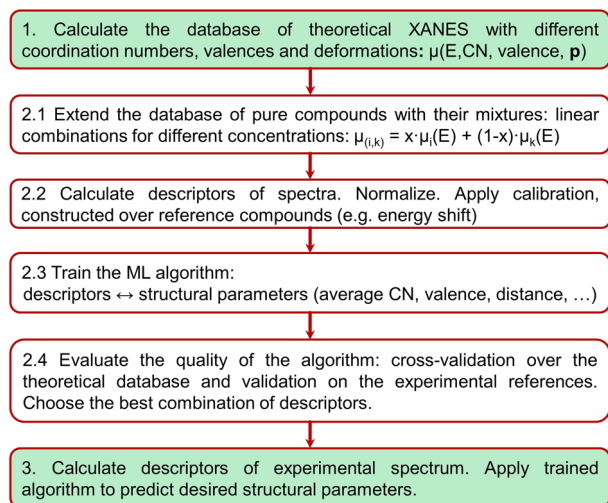 1. Calculate the database of theoretical XANES with different
coordination numbers, valences and deformations: μ(E,CN, valence, p)
2.1 Extend the database of pure compounds with their mixtures: linear
combinations for different concentrations: μ(i,k) = x·μi(E) + (1-x)·μk(E)
2.2 Calculate descriptors of spectra. Normalize. Apply calibration,
constructed over reference compounds (e.g. energy shift)
2.3 Train the ML algorithm:
descriptors ↔ structural parameters (average CN, valence, distance, …)
2.4 Evaluate the quality of the algorithm: cross-validation over the
theoretical database and validation on the experimental references.
Choose the best combination of descriptors.
3. Calculate descriptors of experimental spectrum. Apply trained
algorithm to predict desired structural parameters.